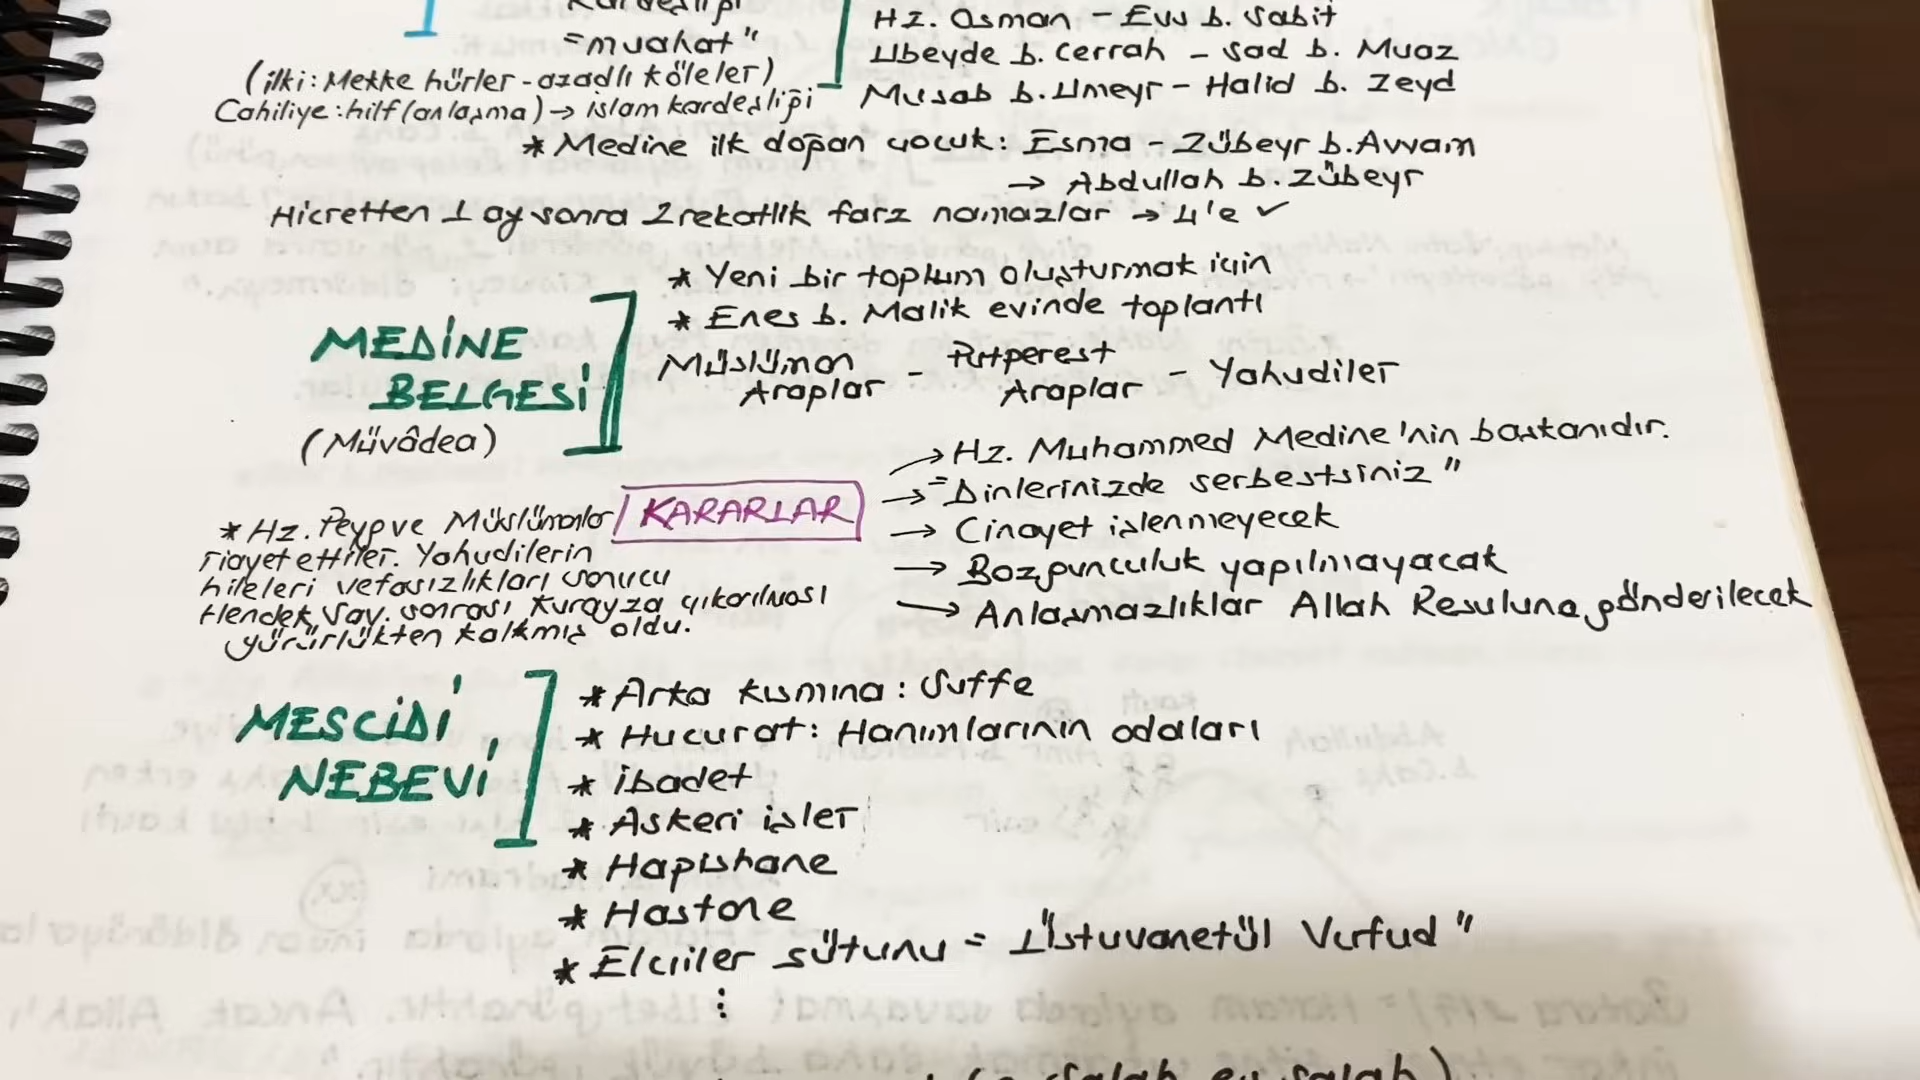 Kardeşliği
= muahat"
(ilki: Mekke hürler - azadlı köleler)
Cahiliye: hilf (anlaşma) → islam kardeşliği
Hz. Osman - Evs b. Sabit
Ubeyde b. Cerrah - Sad b. Muaz
Musab b. Umeyr - Halid b. Zeyd
* Medine ilk doğan çocuk: Esma - Zübeyr b. Avvam
→ Abdullah b. Zübeyr
Hicretten 1 ay sonra 2 rekatlık farz namazlar → 4'e ✓
MEDİNE
BELGESİ
(Müvâdea)
* Yeni bir toplum oluşturmak için
* Enes b. Malik evinde toplantı
Müslüman Araplar - Putperest Araplar - Yahudiler
KARARLAR
→ Hz. Muhammed Medine'nin baskanıdır.
→ "Dinlerinizde serbestsiniz"
→ Cinayet işlenmeyecek
→ Bozgunculuk yapılmayacak
→ Anlaşmazlıklar Allah Resuluna gönderilecek
* Hz. Peyg ve Müslümanlar
riayet ettiler. Yahudilerin
hileleri vefasızlıkları sonucu
Hendek Sav. sonrası Kurayza çıkarılması
yürürlükten kalkmış oldu.
MESCİDİ
NEBEVİ
* Arka kısmına: Suffe
* Hucurat: Hanımlarının odaları
* ibadet
* Askeri işler
* Hapishane
* Hastane
* Elçiler sütunu = "Üstuvanetül Vufud"